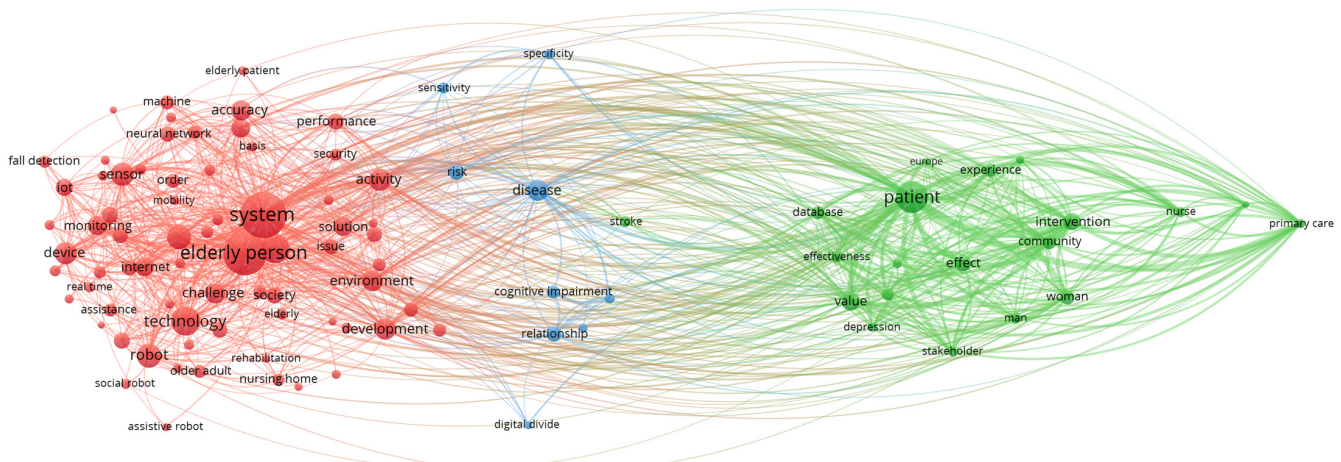 specificity
elderly patient
sensitivity
machine
accuracy
performance
neural network
basis
security
fall detection
sensor
iot
order
activity
risk
mobility
disease
system
monitoring
solution
issue
stroke
device
elderly person
internet
real time
challenge
society
environment
cognitive impairment
assistance
elderly
technology
development
relationship
robot
rehabilitation
older adult
nursing home
social robot
assistive robot
digital divide
europe
experience
patient
database
intervention
nurse
primary care
community
effectiveness
effect
value
woman
man
depression
stakeholder